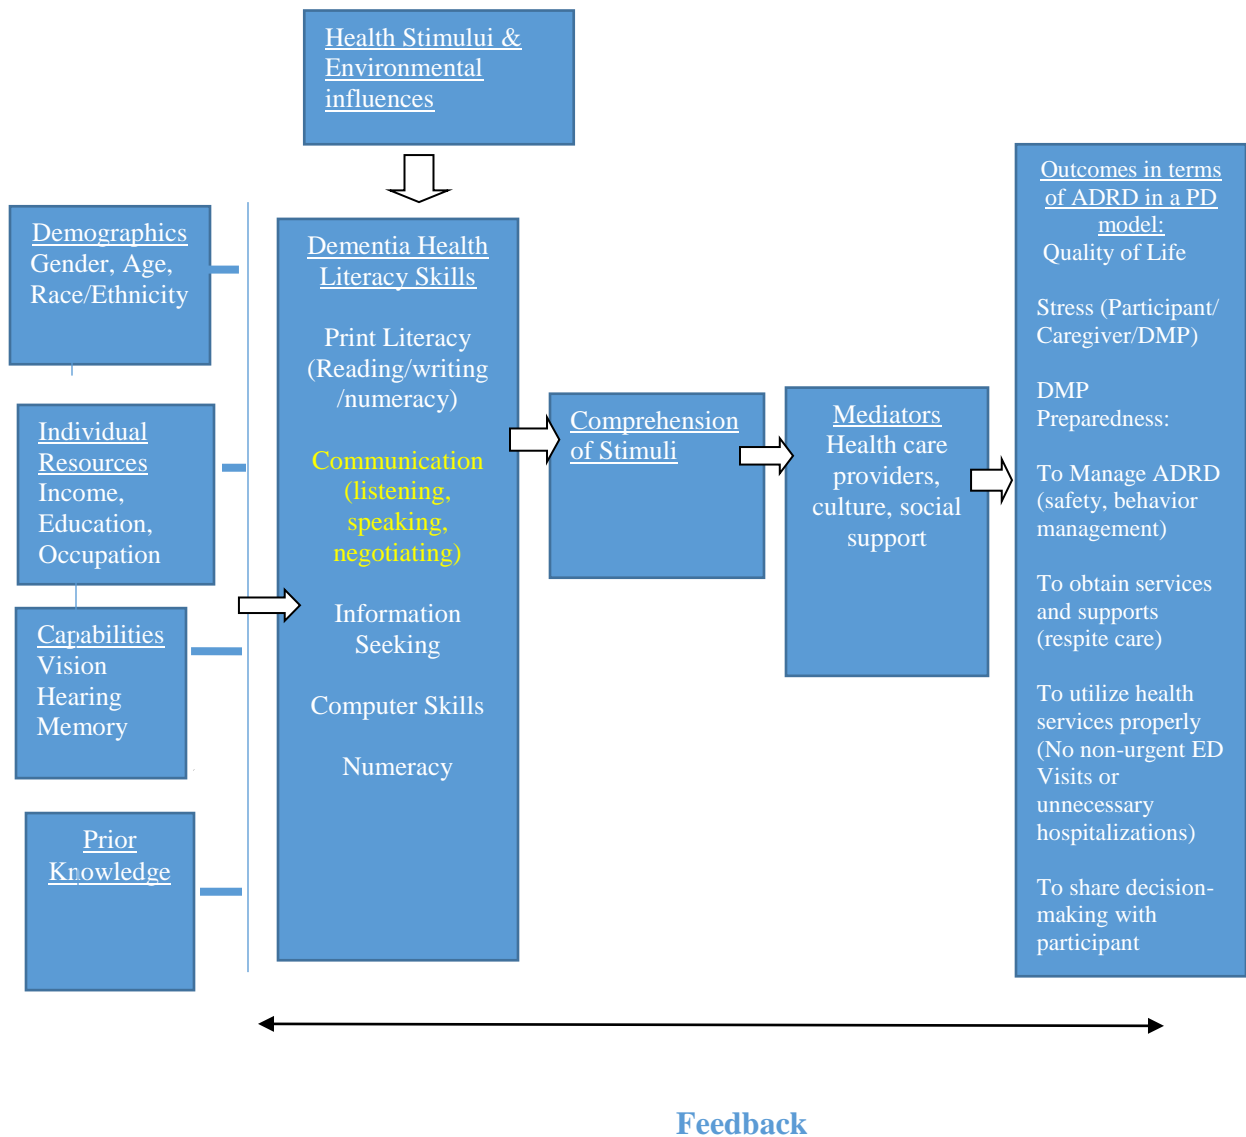 Health Stimului &
Environmental
influences
Demographics
Gender, Age,
Race/Ethnicity
Individual
Resources
Income,
Education,
Occupation
Capabilities
Vision
Hearing
Memory
Prior
Knowledge
Dementia Health
Literacy Skills
Print Literacy
(Reading/writing
/numeracy)
Communication
(listening,
speaking,
negotiating)
Information
Seeking
Computer Skills
Numeracy
Comprehension
of Stimuli
Mediators
Health care
providers,
culture, social
support
Outcomes in terms
of ADRD in a PD
model:
Quality of Life
Stress (Participant/
Caregiver/DMP)
DMP
Preparedness:
To Manage ADRD
(safety, behavior
management)
To obtain services
and supports
(respite care)
To utilize health
services properly
(No non-urgent ED
Visits or
unnecessary
hospitalizations)
To share decision-
making with
participant
Feedback